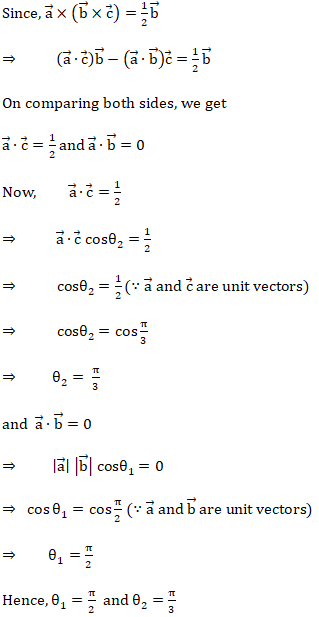 Since, a⃗ × (b⃗ × c⃗) = 1/2 b⃗
⇒ (a⃗ · c⃗)b⃗ − (a⃗ · b⃗)c⃗ = 1/2 b⃗
On comparing both sides, we get
a⃗ · c⃗ = 1/2 and a⃗ · b⃗ = 0
Now, a⃗ · c⃗ = 1/2
⇒ a⃗ · c⃗ cosθ₂ = 1/2
⇒ cosθ₂ = 1/2 (∵ a⃗ and c⃗ are unit vectors)
⇒ cosθ₂ = cos π/3
⇒ θ₂ = π/3
and a⃗ · b⃗ = 0
⇒ |a⃗| |b⃗| cosθ₁ = 0
⇒ cos θ₁ = cos π/2 (∵ a⃗ and b⃗ are unit vectors)
⇒ θ₁ = π/2
Hence, θ₁ = π/2 and θ₂ = π/3